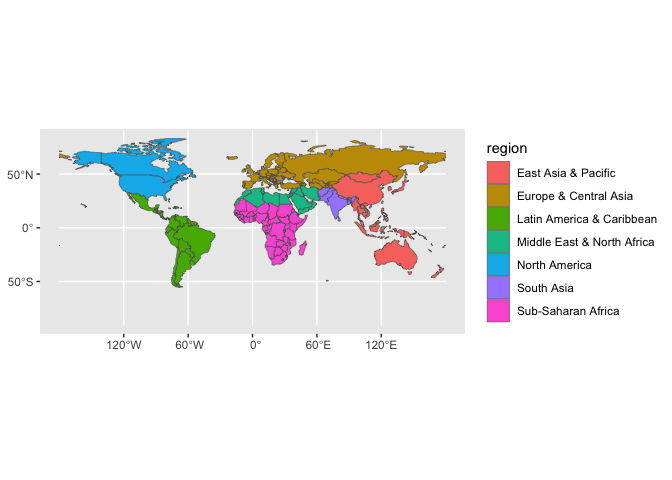 region
East Asia & Pacific
Europe & Central Asia
Latin America & Caribbean
Middle East & North Africa
North America
South Asia
Sub-Saharan Africa
50°N
0°
50°S
120°W 60°W 0° 60°E 120°E